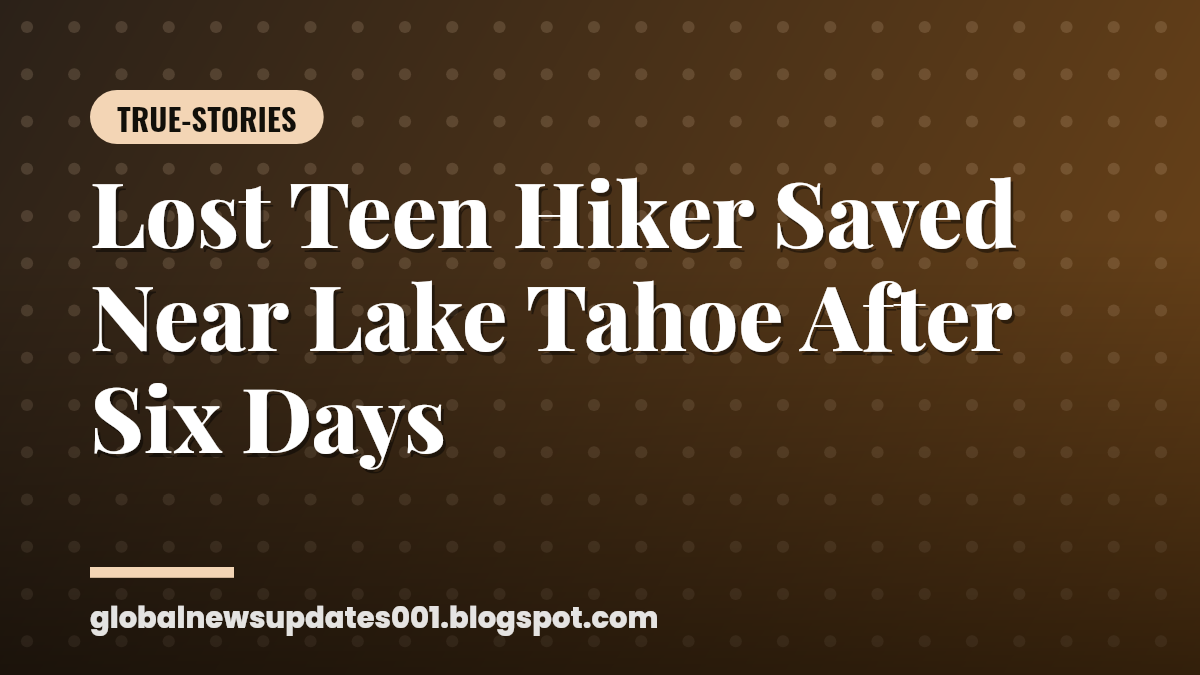 TRUE-STORIES
Lost Teen Hiker Saved
Near Lake Tahoe After
Six Days
globalnewsupdates001.blogspot.com